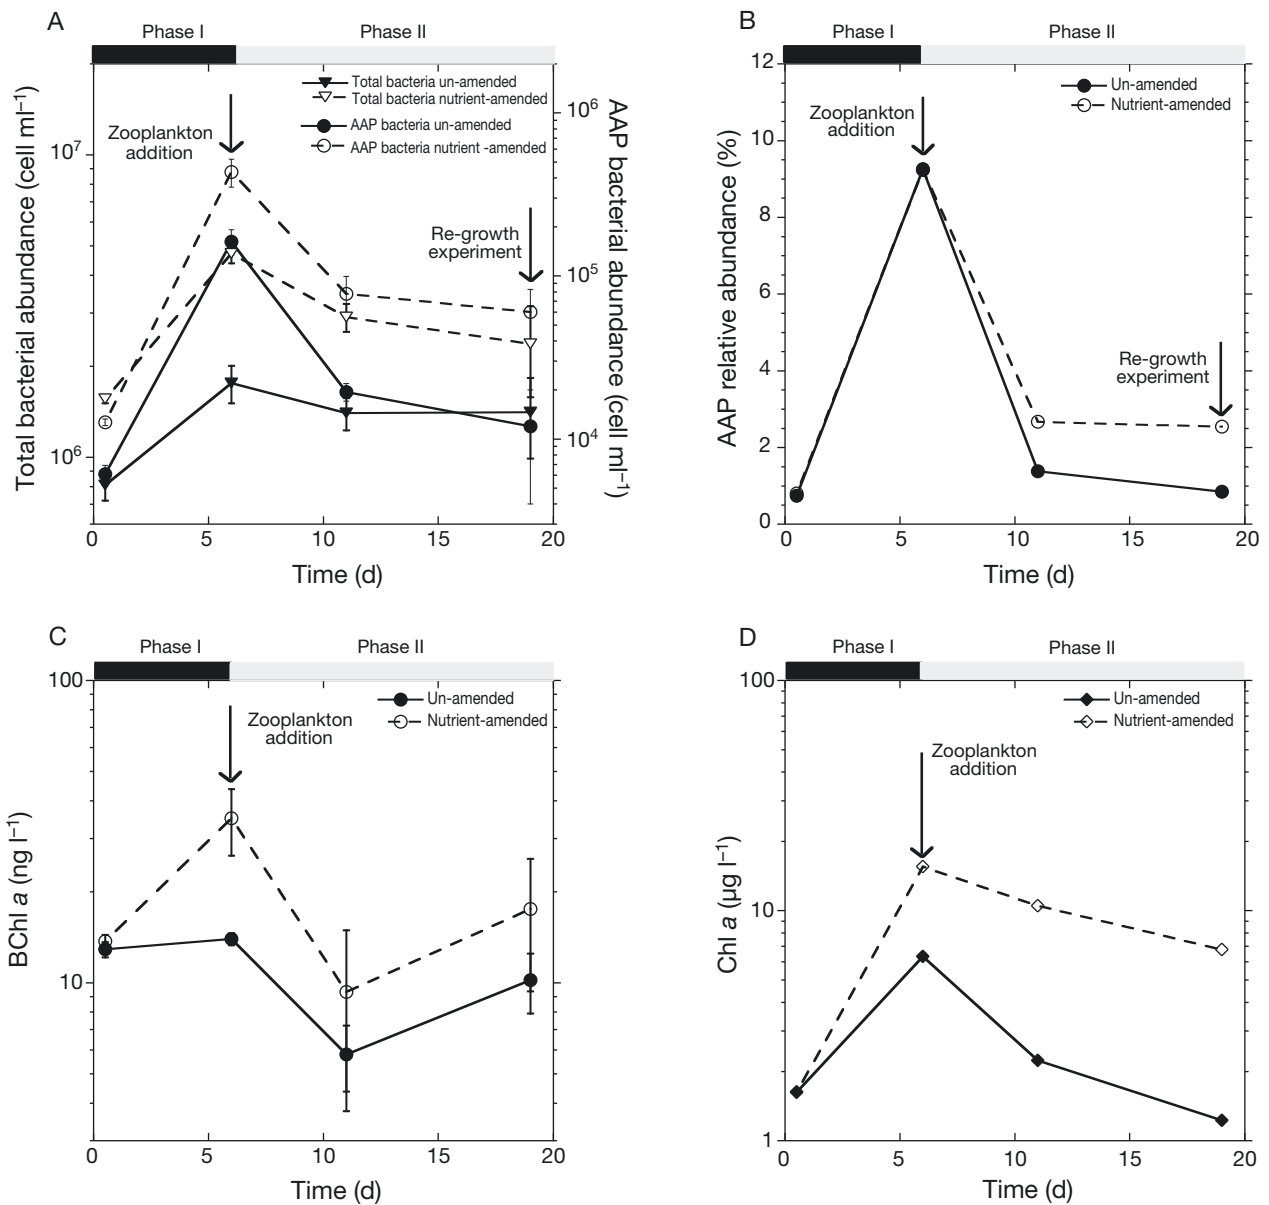 A
Phase I
Phase II
Total bacteria un-amended
Total bacteria nutrient-amended
AAP bacteria un-amended
AAP bacteria nutrient -amended
Zooplankton
addition
Re-growth
experiment
10⁷
10⁶
10⁶
10⁵
10⁴
Total bacterial abundance (cell ml⁻¹)
AAP bacterial abundance (cell ml⁻¹)
0
5
10
15
20
Time (d)
B
Phase I
Phase II
Un-amended
Nutrient-amended
Zooplankton
addition
Re-growth
experiment
12
10
8
6
4
2
0
AAP relative abundance (%)
0
5
10
15
20
Time (d)
C
Phase I
Phase II
Un-amended
Nutrient-amended
Zooplankton
addition
100
10
BChl a (ng l⁻¹)
0
5
10
15
20
Time (d)
D
Phase I
Phase II
Un-amended
Nutrient-amended
Zooplankton
addition
100
10
1
Chl a (µg l⁻¹)
0
5
10
15
20
Time (d)